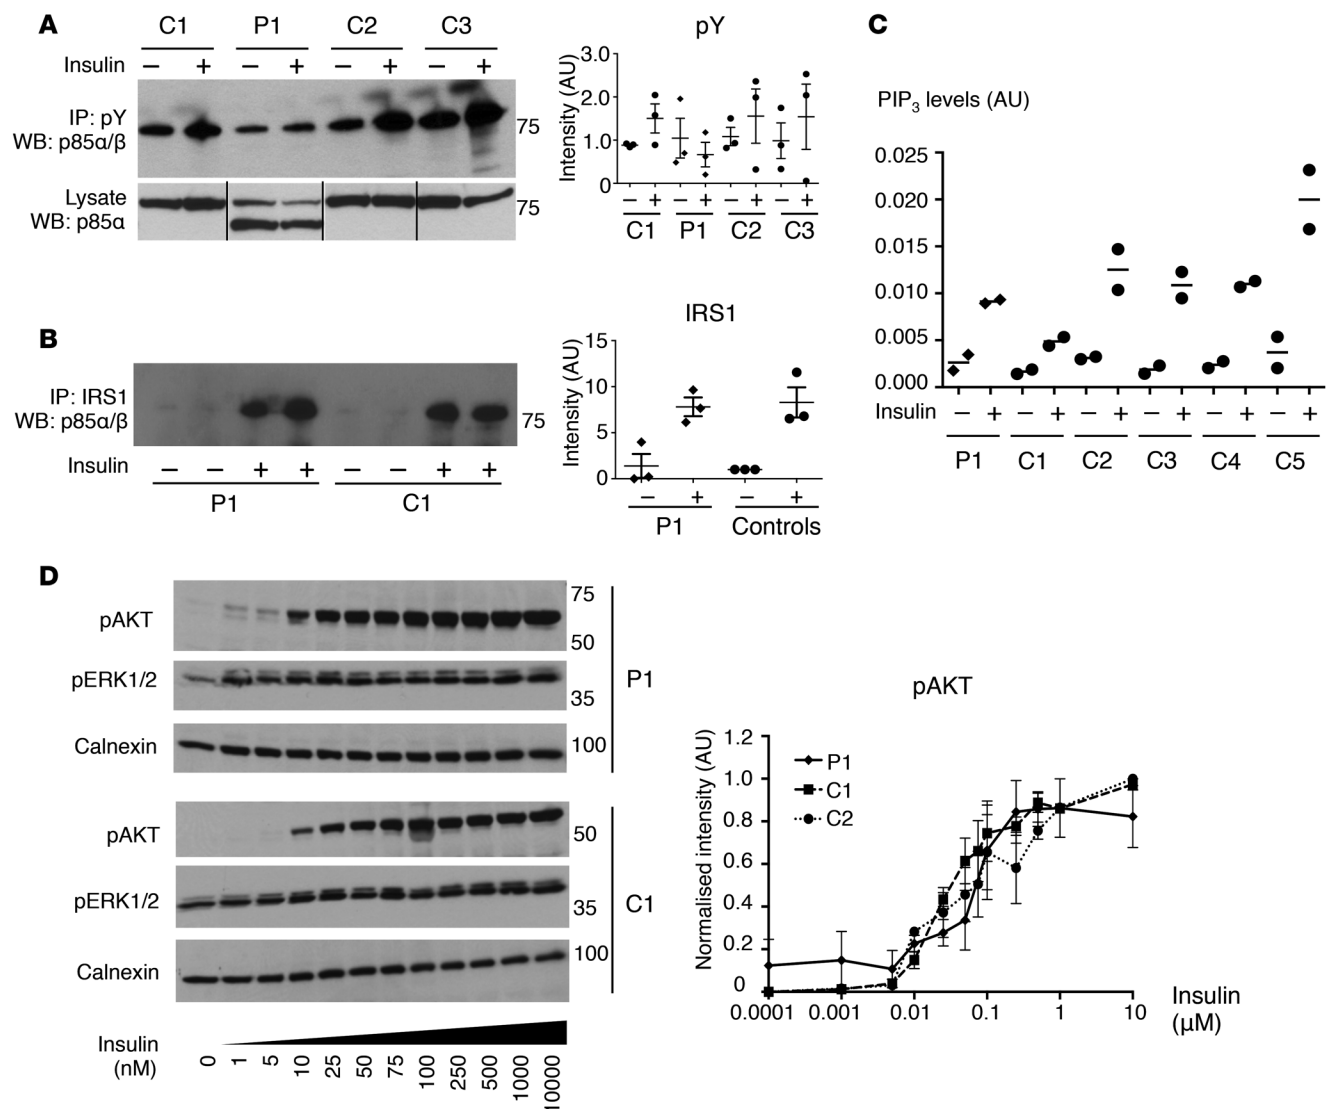 A
C1 P1 C2 C3
Insulin – + – + – + – +
IP: pY
WB: p85α/β
75
Lysate
WB: p85α
75
pY
Intensity (AU)
3.0
2.0
1.0
0
– + – + – + – +
C1 P1 C2 C3
B
IP: IRS1
WB: p85α/β
75
Insulin – – + + – – + +
P1 C1
IRS1
Intensity (AU)
15
10
5
0
– + – +
P1 Controls
C
PIP3 levels (AU)
0.025
0.020
0.015
0.010
0.005
0.000
Insulin – + – + – + – + – + – +
P1 C1 C2 C3 C4 C5
D
pAKT
75
50
pERK1/2
35
Calnexin
100
P1
pAKT
50
pERK1/2
35
Calnexin
100
C1
Insulin
(nM)
0 1 5 10 25 50 75 100 250 500 1000 10000
pAKT
Normalised intensity (AU)
1.2
1.0
0.8
0.6
0.4
0.2
0
P1
C1
C2
0.0001 0.001 0.01 0.1 1 10
Insulin
(µM)